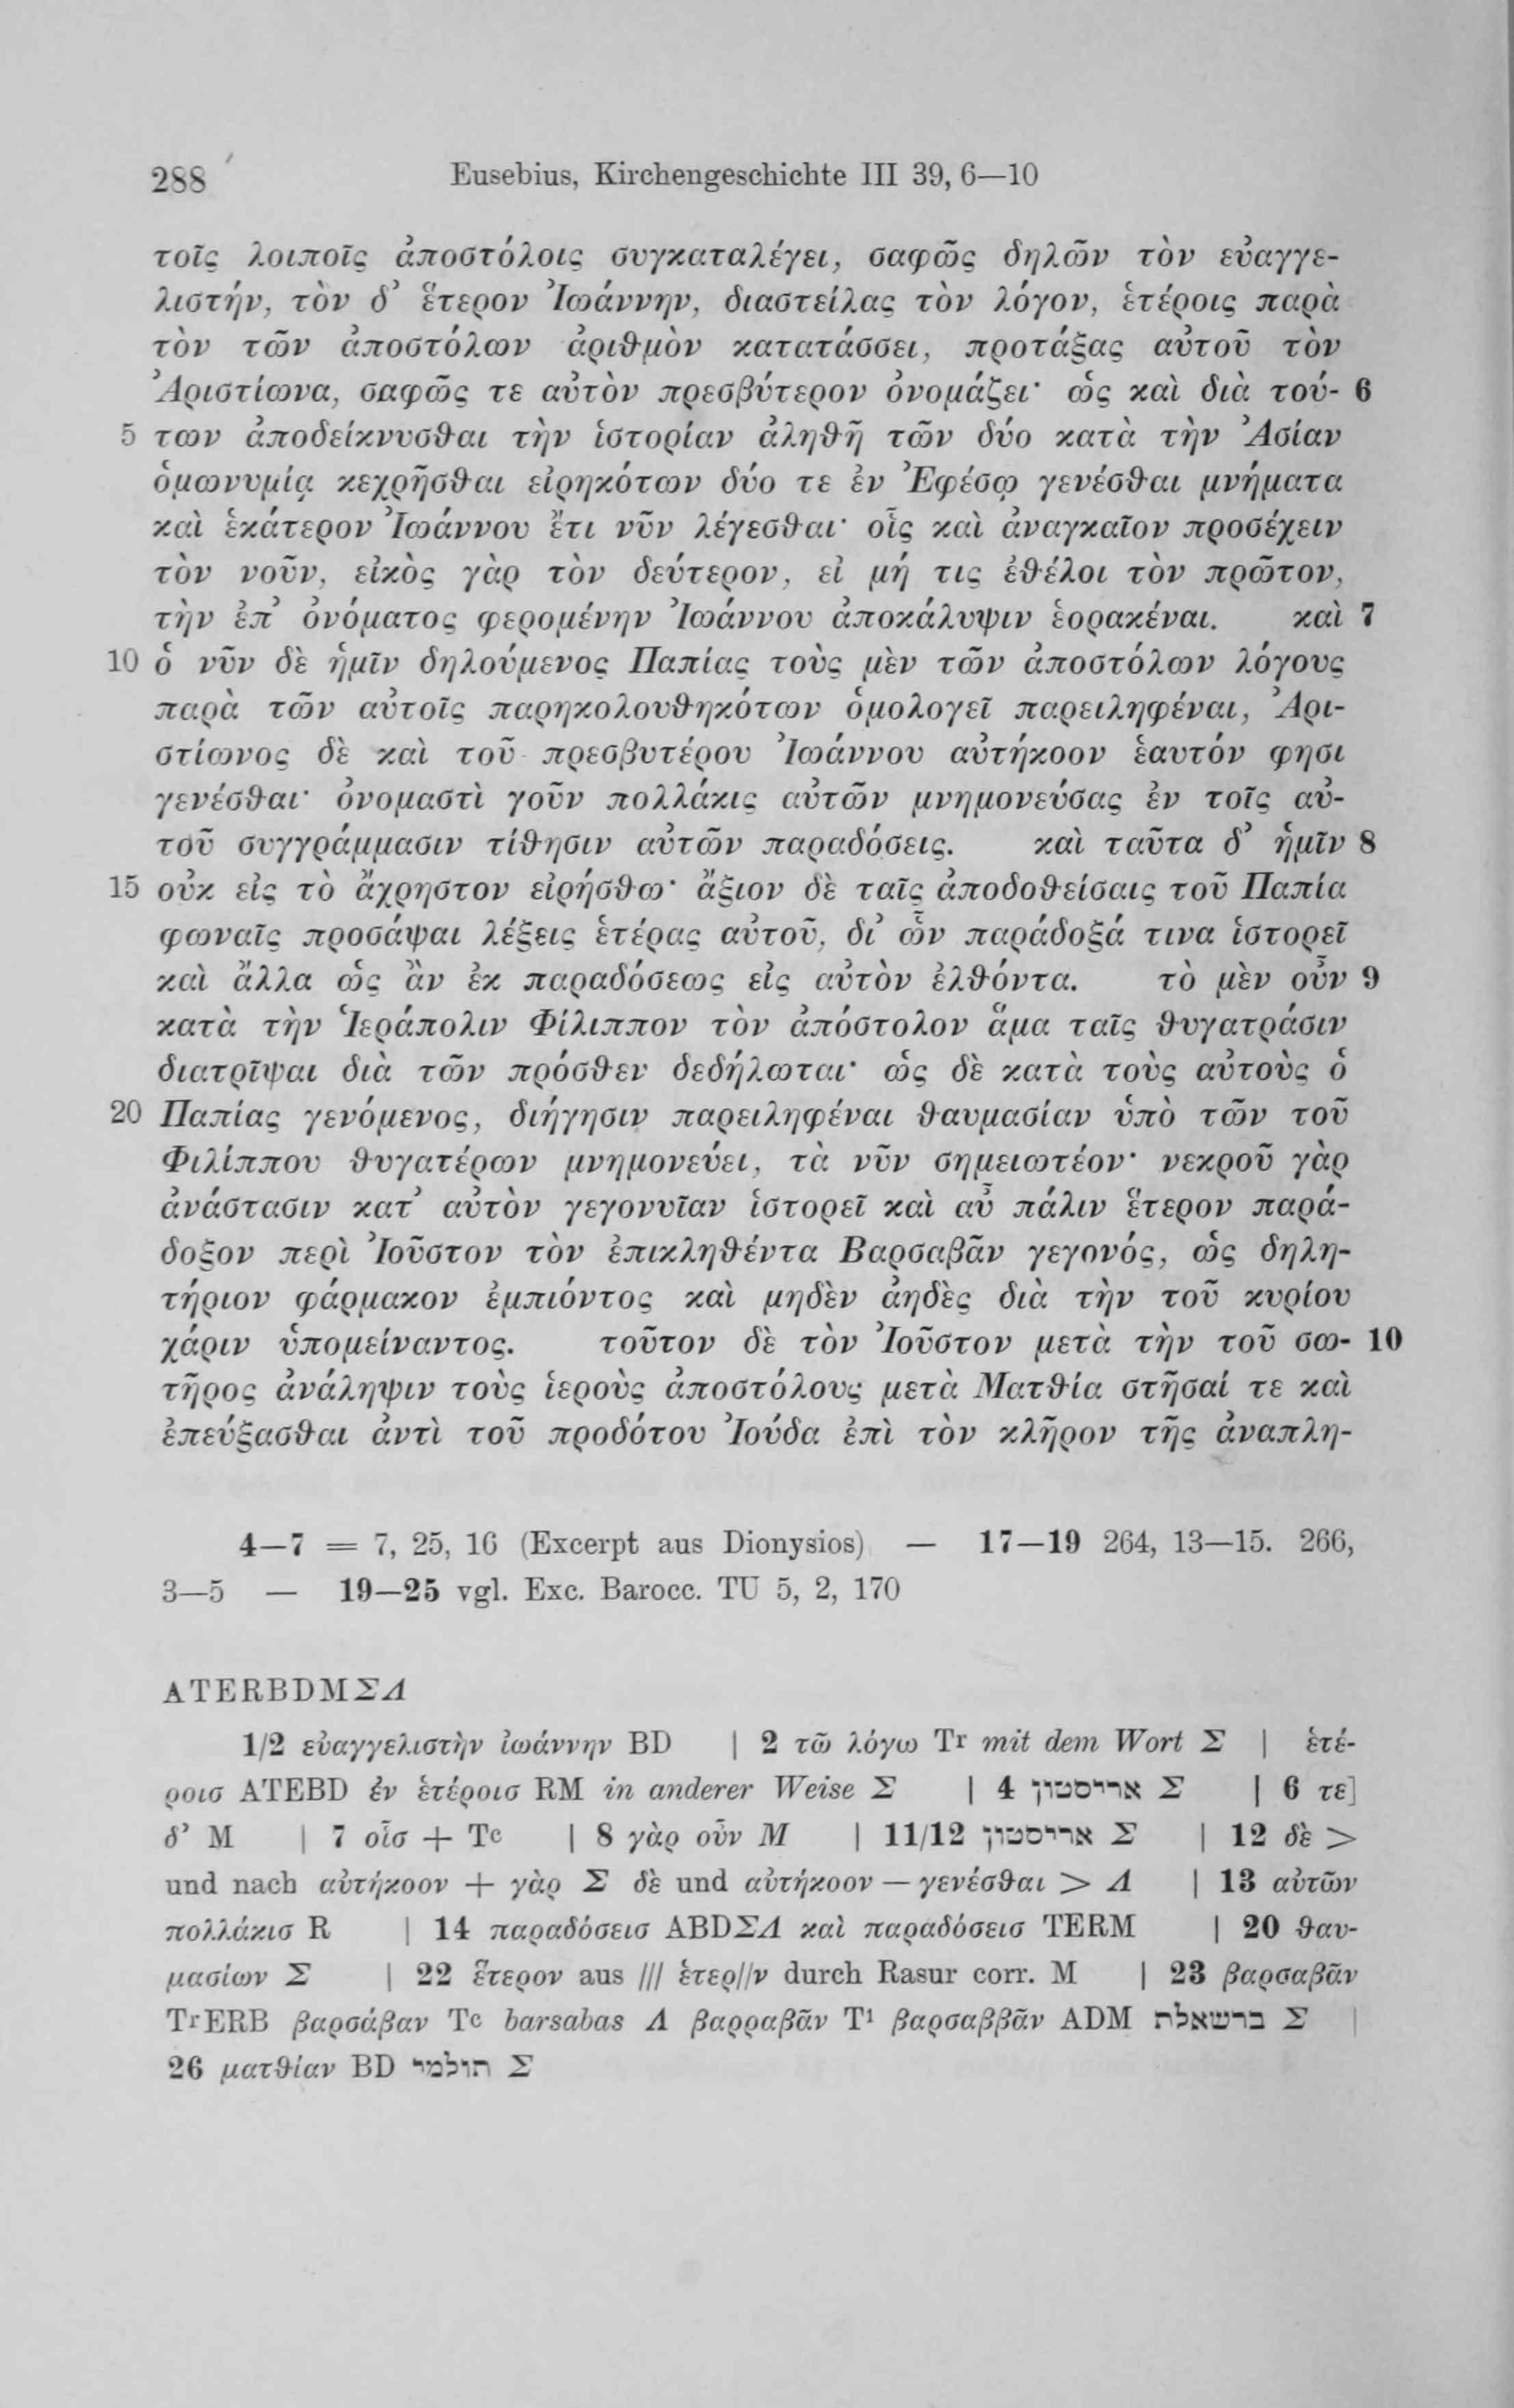 288 Eusebius, Kirchengeschichte III 39, 6—10
τοῖς λοιποῖς ἀποστόλοις συγκαταλέγει, σαφῶς δηλῶν τὸν εὐαγγε-
λιστήν, τὸν δ’ ἕτερον Ἰωάννην, διαστείλας τὸν λόγον, ἑτέροις παρὰ
τὸν τῶν ἀποστόλων ἀριθμὸν κατατάσσει, προτάξας αὐτοῦ τὸν
Ἀριστίωνα, σαφῶς τε αὐτὸν πρεσβύτερον ὀνομάζει· ὡς καὶ διὰ τού- 6
5 των ἀποδείκνυσθαι τὴν ἱστορίαν ἀληθῆ τῶν δύο κατὰ τὴν Ἀσίαν
ὁμωνυμίᾳ κεχρῆσθαι εἰρηκότων δύο τε ἐν Ἐφέσῳ γενέσθαι μνήματα
καὶ ἑκάτερον Ἰωάννου ἔτι νῦν λέγεσθαι· οἷς καὶ ἀναγκαῖον προσέχειν
τὸν νοῦν, εἰκὸς γὰρ τὸν δεύτερον, εἰ μή τις ἐθέλοι τὸν πρῶτον,
τὴν ἐπ’ ὀνόματος φερομένην Ἰωάννου ἀποκάλυψιν ἑορακέναι. καὶ 7
10 ὁ νῦν δὲ ἡμῖν δηλούμενος Παπίας τοὺς μὲν τῶν ἀποστόλων λόγους
παρὰ τῶν αὐτοῖς παρηκολουθηκότων ὁμολογεῖ παρειληφέναι, Ἀρι-
στίωνος δὲ καὶ τοῦ πρεσβυτέρου Ἰωάννου αὐτήκοον ἑαυτόν φησι
γενέσθαι· ὀνομαστὶ γοῦν πολλάκις αὐτῶν μνημονεύσας ἐν τοῖς αὐ-
τοῦ συγγράμμασιν τίθησιν αὐτῶν παραδόσεις. καὶ ταῦτα δ’ ἡμῖν 8
15 οὐκ εἰς τὸ ἄχρηστον εἰρήσθω· ἄξιον δὲ ταῖς ἀποδοθείσαις τοῦ Παπία
φωναῖς προσάψαι λέξεις ἑτέρας αὐτοῦ, δι’ ὧν παράδοξά τινα ἱστορεῖ
καὶ ἄλλα ὡς ἂν ἐκ παραδόσεως εἰς αὐτὸν ἐλθόντα. τὸ μὲν οὖν 9
κατὰ τὴν Ἱεράπολιν Φίλιππον τὸν ἀπόστολον ἅμα ταῖς θυγατράσιν
διατρῖψαι διὰ τῶν πρόσθεν δεδήλωται· ὡς δὲ κατὰ τοὺς αὐτοὺς ὁ
20 Παπίας γενόμενος, διήγησιν παρειληφέναι θαυμασίαν ὑπὸ τῶν τοῦ
Φιλίππου θυγατέρων μνημονεύει, τὰ νῦν σημειωτέον· νεκροῦ γὰρ
ἀνάστασιν κατ’ αὐτὸν γεγονυῖαν ἱστορεῖ καὶ αὖ πάλιν ἕτερον παρά-
δοξον περὶ Ἰοῦστον τὸν ἐπικληθέντα Βαρσαβᾶν γεγονός, ὡς δηλη-
τήριον φάρμακον ἐμπιόντος καὶ μηδὲν ἀηδὲς διὰ τὴν τοῦ κυρίου
χάριν ὑπομείναντος. τοῦτον δὲ τὸν Ἰοῦστον μετὰ τὴν τοῦ σω- 10
τῆρος ἀνάληψιν τοὺς ἱεροὺς ἀποστόλους μετὰ Ματθία στῆσαί τε καὶ
ἐπεύξασθαι ἀντὶ τοῦ προδότου Ἰούδα ἐπὶ τὸν κλῆρον τῆς ἀναπλη-
4—7 = 7, 25, 16 (Excerpt aus Dionysios) — 17—19 264, 13—15. 266,
3—5 — 19—25 vgl. Exc. Barocc. TU 5, 2, 170
ATERBDMΣΛ
1/2 εὐαγγελιστὴν ἰωάννην BD | 2 τῶ λόγω Tr mit dem Wort Σ | ἑτέ-
ροισ ATEBD ἐν ἑτέροισ RM in anderer Weise Σ | 4 אריסטון Σ | 6 τε]
δ’ M | 7 οἷσ + Tc | 8 γὰρ οὖν M | 11/12 אריסטון Σ | 12 δὲ >
und nach αὐτήκοον + γὰρ Σ δὲ und αὐτήκοον — γενέσθαι > Λ | 13 αὐτῶν
πολλάκισ R | 14 παραδόσεισ ABDΣΛ καὶ παραδόσεισ TERM | 20 θαυ-
μασίων Σ | 22 ἕτερον aus /// ἑτερ//ν durch Rasur corr. M | 23 βαρσαβᾶν
TrERB βαρσάβαν Tc barsabas Λ βαρραβᾶν T1 βαρσαββᾶν ADM ברשאלת Σ |
26 ματθίαν BD תולמי Σ